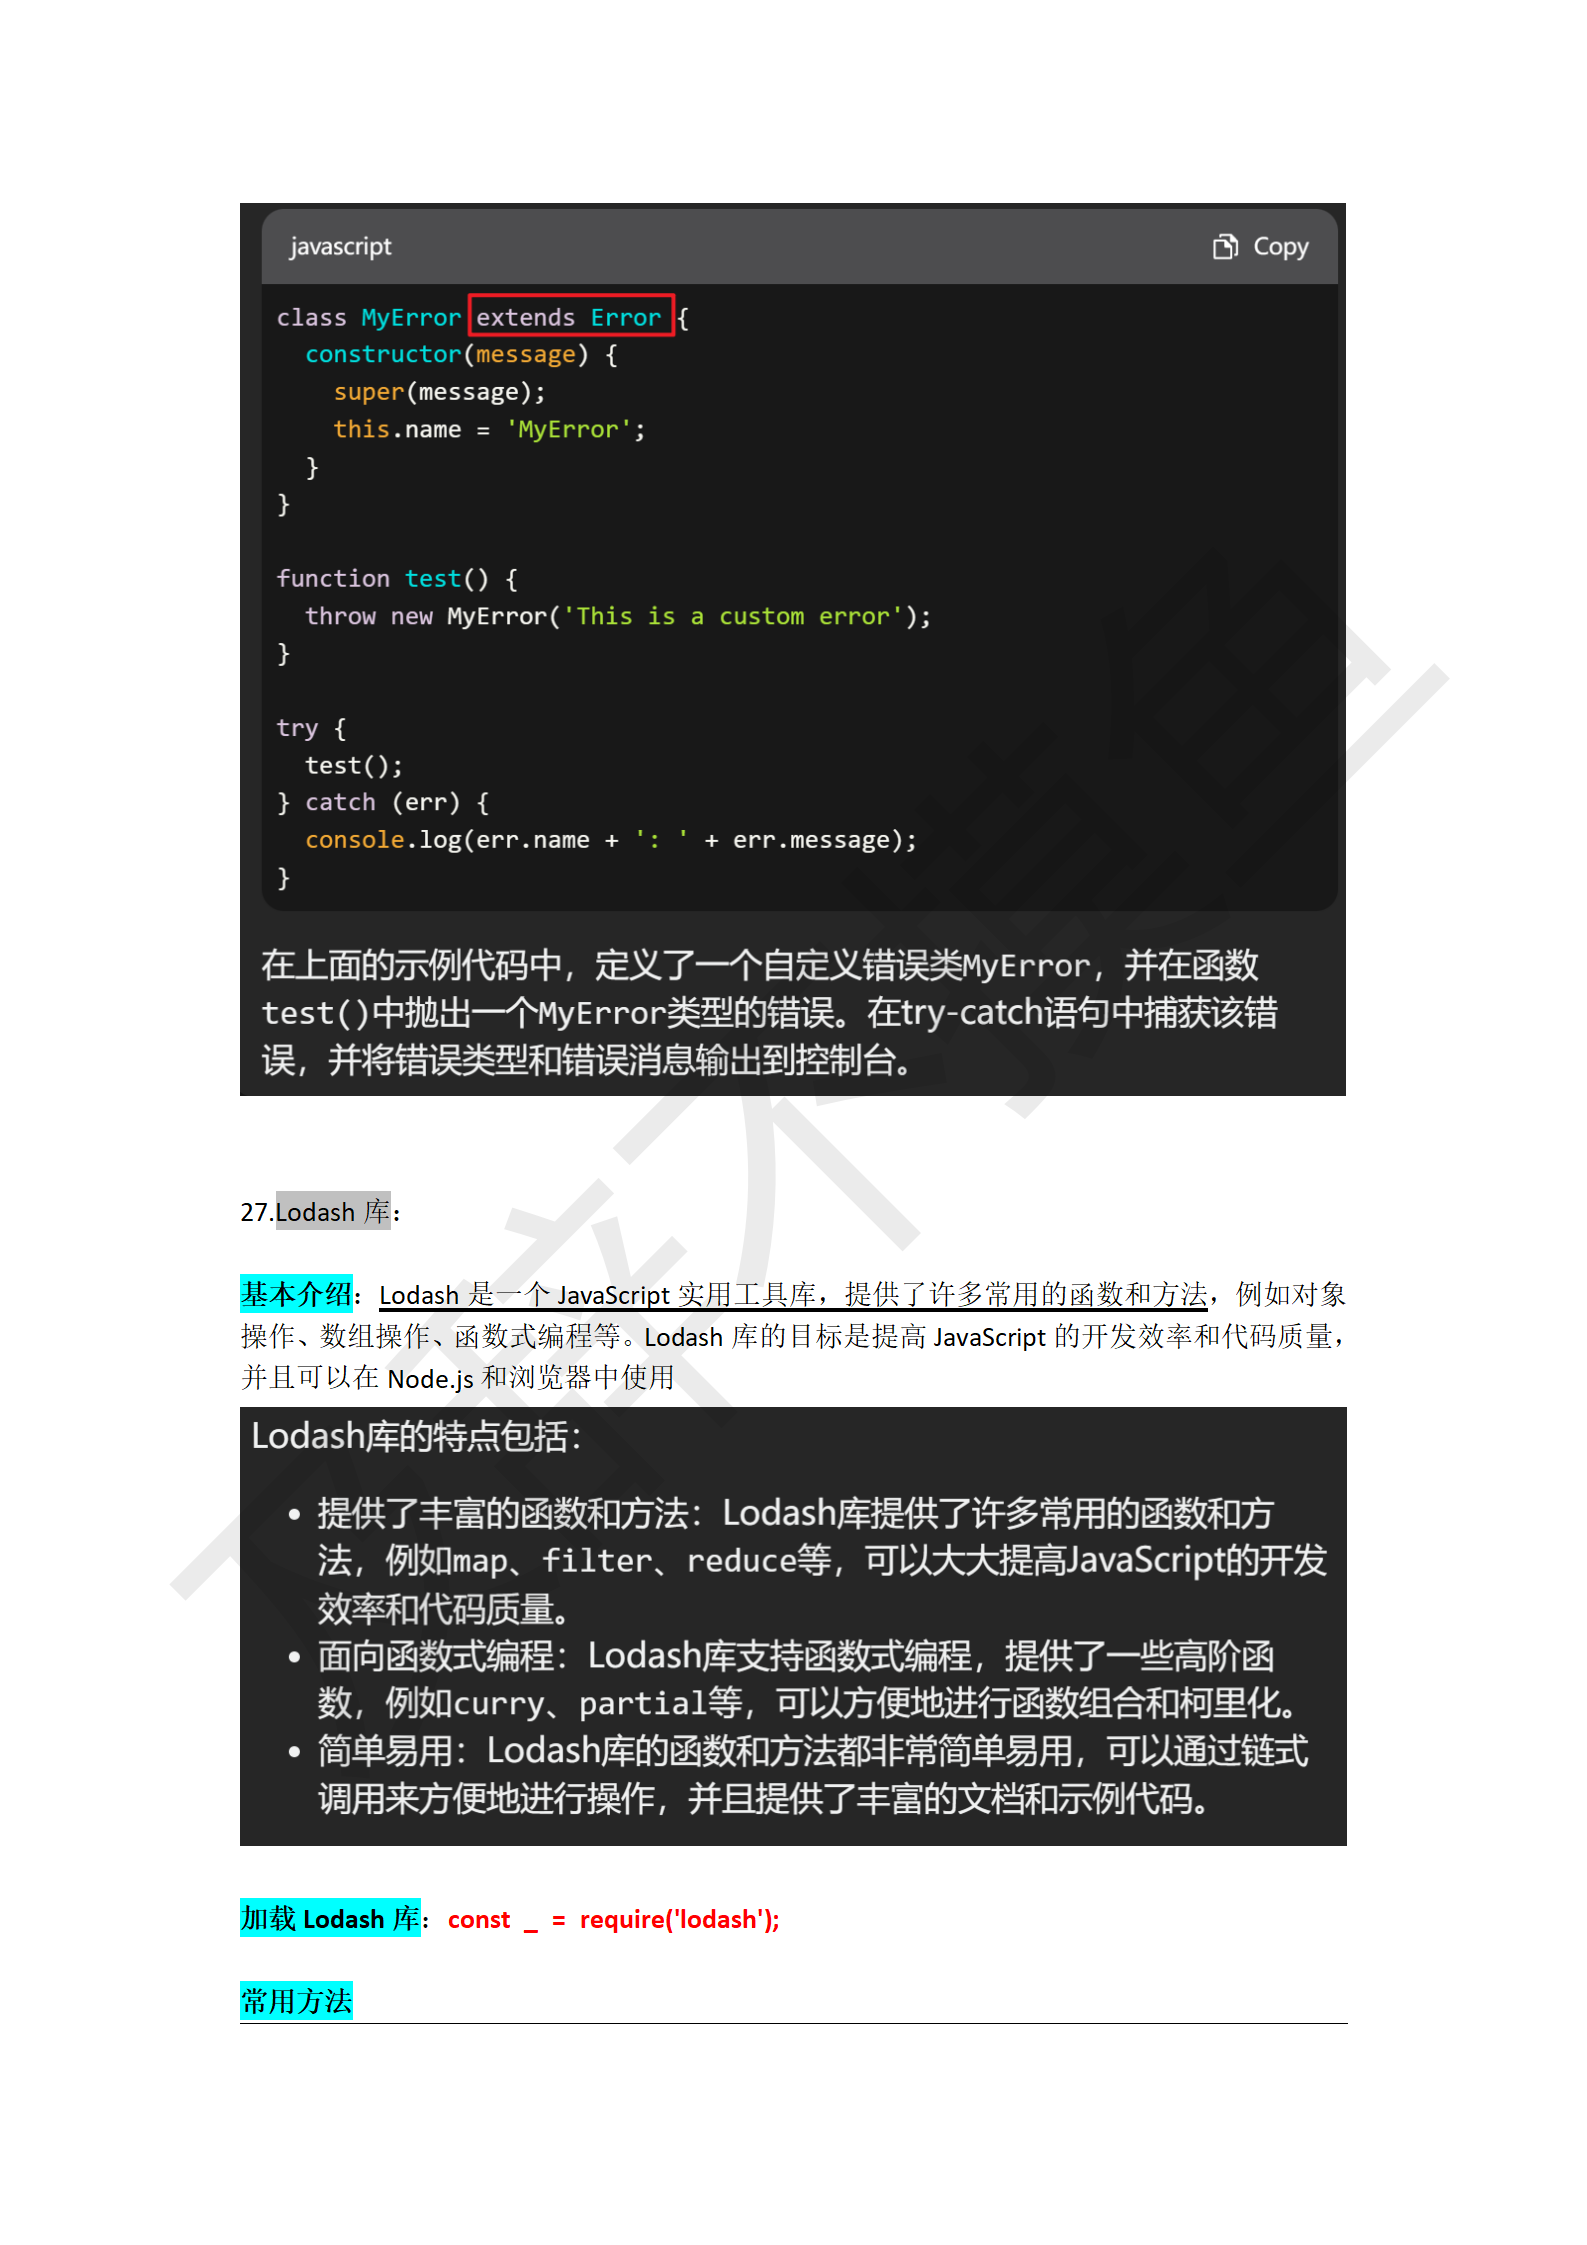 javascript
Copy
class MyError extends Error {
  constructor(message) {
    super(message);
    this.name = 'MyError';
  }
}
function test() {
  throw new MyError('This is a custom error');
}
try {
  test();
} catch (err) {
  console.log(err.name + ': ' + err.message);
}
在上面的示例代码中，定义了一个自定义错误类MyError，并在函数
test()中抛出一个MyError类型的错误。在try-catch语句中捕获该错
误，并将错误类型和错误消息输出到控制台。
27.Lodash 库：
基本介绍：Lodash 是一个 JavaScript 实用工具库，提供了许多常用的函数和方法，例如对象
操作、数组操作、函数式编程等。Lodash 库的目标是提高 JavaScript 的开发效率和代码质量，
并且可以在 Node.js 和浏览器中使用
Lodash库的特点包括：
• 提供了丰富的函数和方法：Lodash库提供了许多常用的函数和方
法，例如map、filter、reduce等，可以大大提高JavaScript的开发
效率和代码质量。
• 面向函数式编程：Lodash库支持函数式编程，提供了一些高阶函
数，例如curry、partial等，可以方便地进行函数组合和柯里化。
• 简单易用：Lodash库的函数和方法都非常简单易用，可以通过链式
调用来方便地进行操作，并且提供了丰富的文档和示例代码。
加载 Lodash 库：const _ = require('lodash');
常用方法